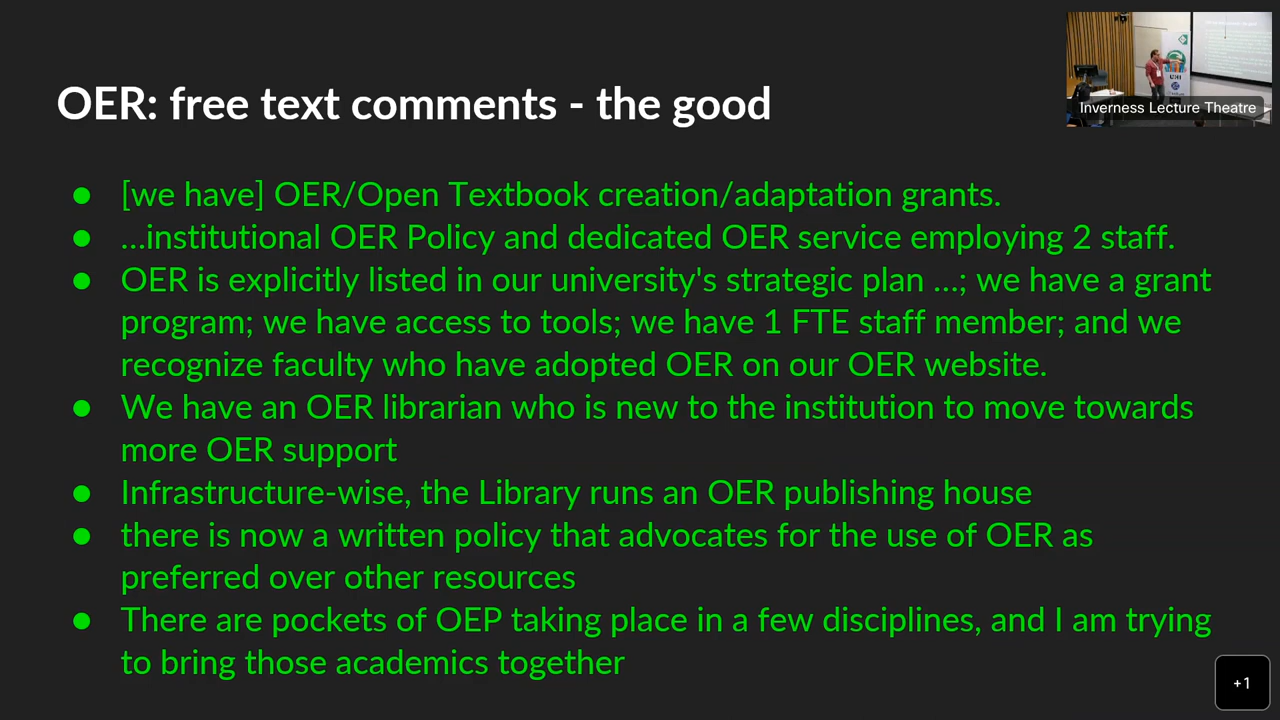 OER: free text comments - the good
Inverness Lecture Theatre
● [we have] OER/Open Textbook creation/adaptation grants.
● ...institutional OER Policy and dedicated OER service employing 2 staff.
● OER is explicitly listed in our university's strategic plan ...; we have a grant
program; we have access to tools; we have 1 FTE staff member; and we
recognize faculty who have adopted OER on our OER website.
● We have an OER librarian who is new to the institution to move towards
more OER support
● Infrastructure-wise, the Library runs an OER publishing house
● there is now a written policy that advocates for the use of OER as
preferred over other resources
● There are pockets of OEP taking place in a few disciplines, and I am trying
to bring those academics together
+1